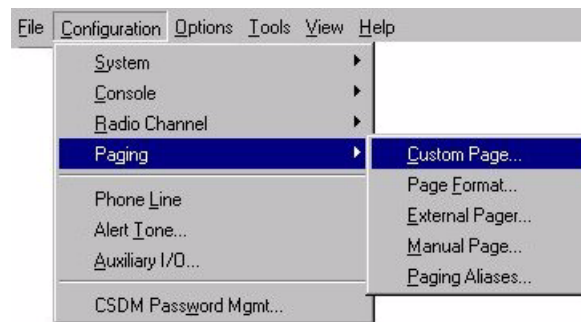 File Configuration Options Tools View Help
System
Console
Radio Channel
Paging
Custom Page...
Page Format...
External Pager...
Manual Page...
Paging Aliases...
Phone Line
Alert Tone...
Auxiliary I/O...
CSDM Password Mgmt...